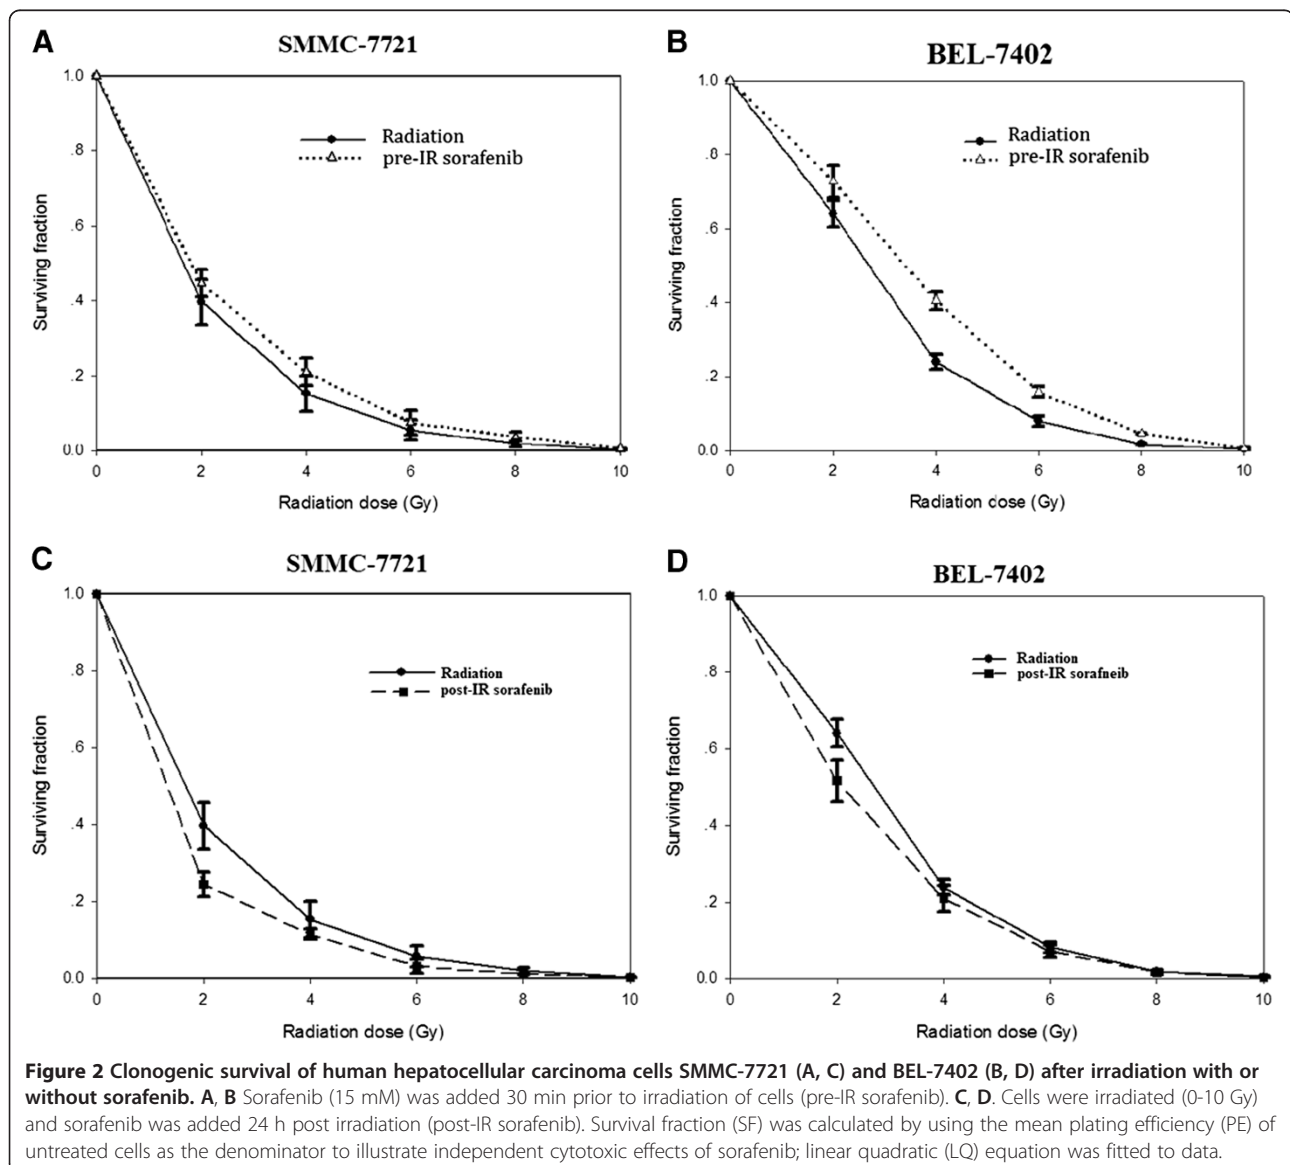 A
SMMC-7721
1.0
.8
.6
.4
.2
0.0
Surviving fraction
Radiation
pre-IR sorafenib
0 2 4 6 8 10
Radiation dose (Gy)
B
BEL-7402
1.0
.8
.6
.4
.2
0.0
Surviving fraction
Radiation
pre-IR sorafenib
0 2 4 6 8 10
Radiation dose (Gy)
C
SMMC-7721
1.0
.8
.6
.4
.2
0.0
Surviving fraction
Radiation
post-IR sorafenib
0 2 4 6 8 10
Radiation dose (Gy)
D
BEL-7402
1.0
.8
.6
.4
.2
0.0
Surviving fraction
Radiation
post-IR sorafneib
0 2 4 6 8 10
Radiation dose (Gy)
Figure 2 Clonogenic survival of human hepatocellular carcinoma cells SMMC-7721 (A, C) and BEL-7402 (B, D) after irradiation with or
without sorafenib. A, B Sorafenib (15 mM) was added 30 min prior to irradiation of cells (pre-IR sorafenib). C, D. Cells were irradiated (0-10 Gy)
and sorafenib was added 24 h post irradiation (post-IR sorafenib). Survival fraction (SF) was calculated by using the mean plating efficiency (PE) of
untreated cells as the denominator to illustrate independent cytotoxic effects of sorafenib; linear quadratic (LQ) equation was fitted to data.